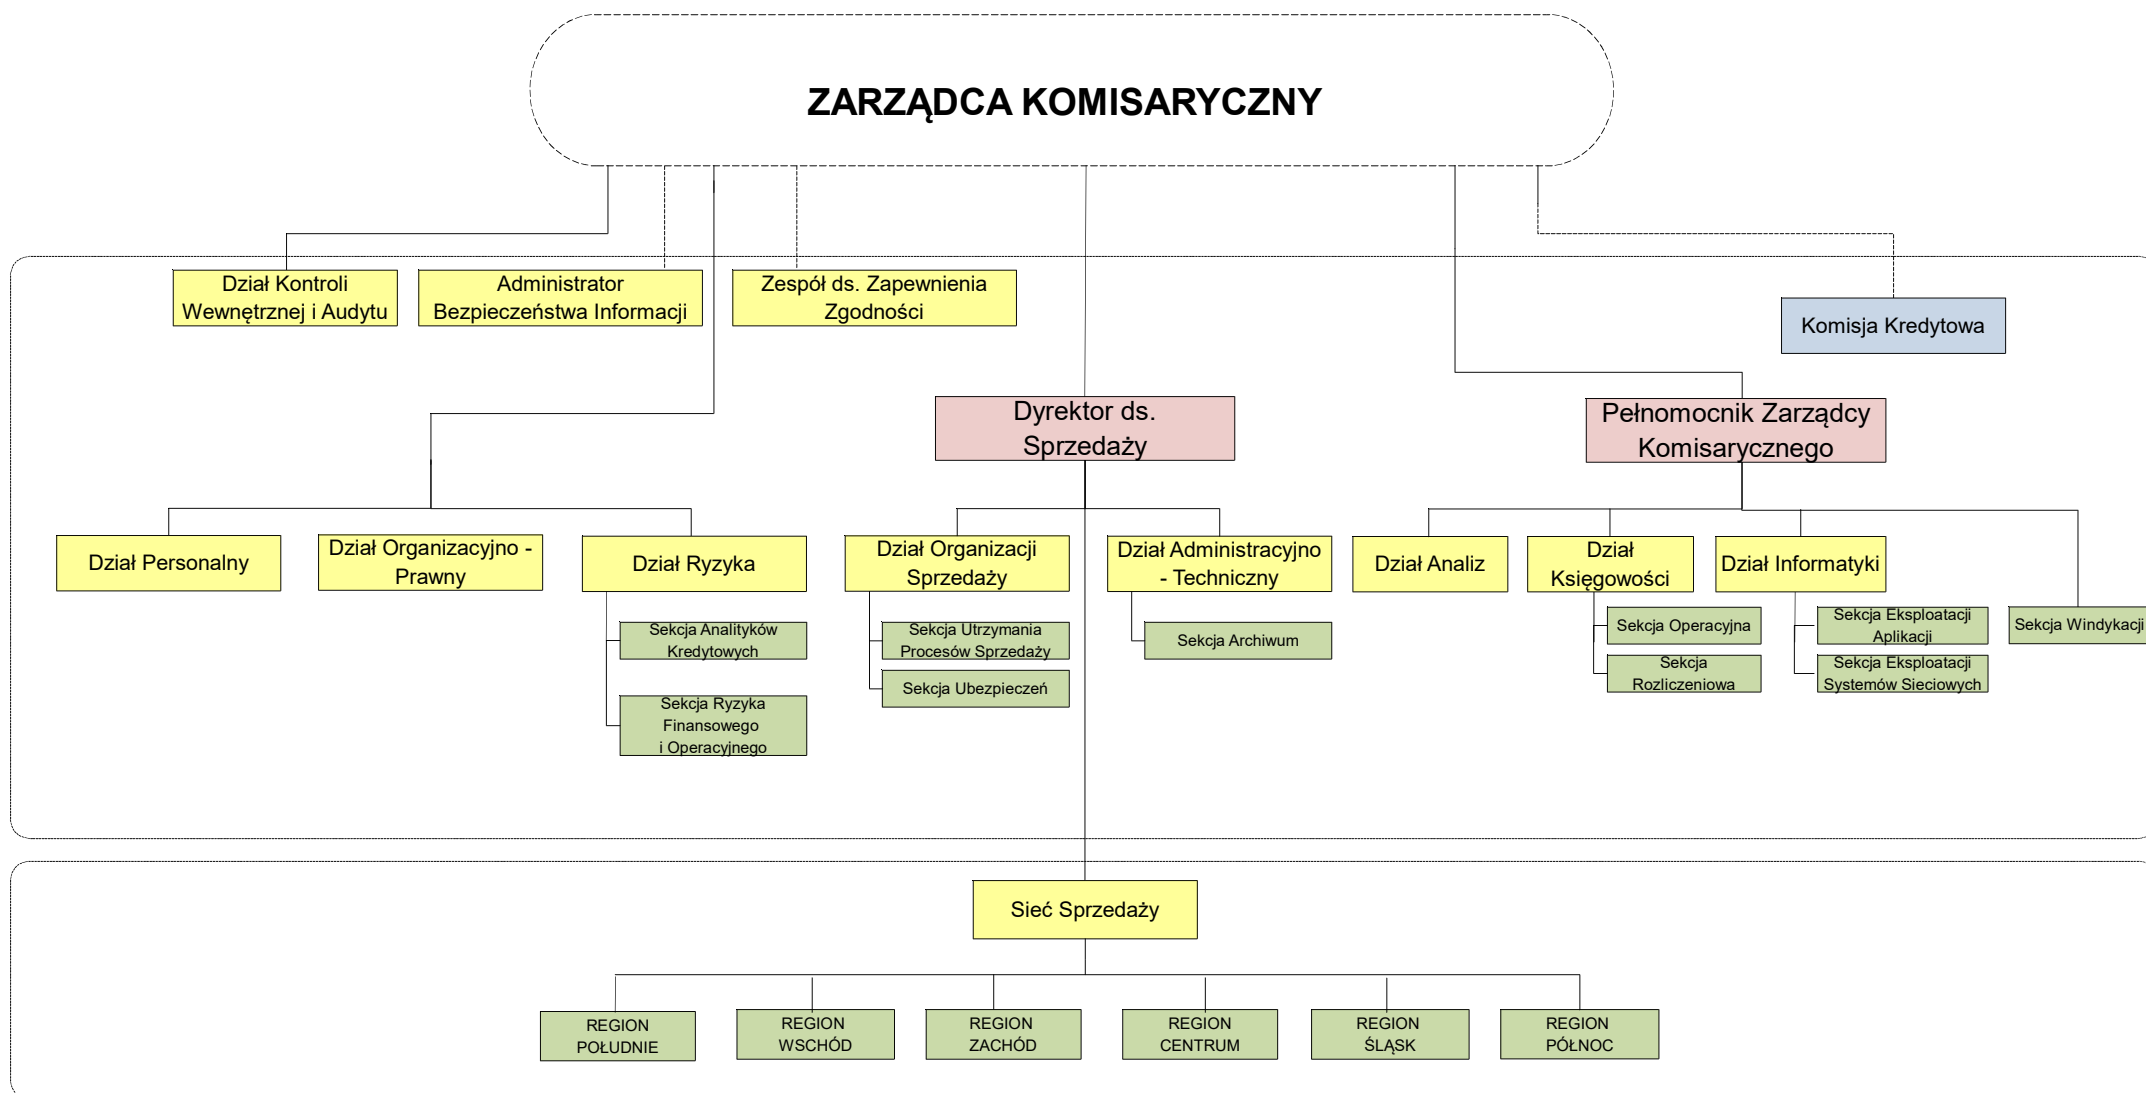 ZARZĄDCA KOMISARYCZNY
Dział Kontroli
Wewnętrznej i Audytu
Administrator
Bezpieczeństwa Informacji
Zespół ds. Zapewnienia
Zgodności
Komisja Kredytowa
Dyrektor ds.
Sprzedaży
Pełnomocnik Zarządcy
Komisarycznego
Dział Personalny
Dział Organizacyjno -
Prawny
Dział Ryzyka
Dział Organizacji
Sprzedaży
Dział Administracyjno
- Techniczny
Dział Analiz
Dział
Księgowości
Dział Informatyki
Sekcja Analityków
Kredytowych
Sekcja Ryzyka
Finansowego
i Operacyjnego
Sekcja Utrzymania
Procesów Sprzedaży
Sekcja Ubezpieczeń
Sekcja Archiwum
Sekcja Operacyjna
Sekcja
Rozliczeniowa
Sekcja Eksploatacji
Aplikacji
Sekcja Eksploatacji
Systemów Sieciowych
Sekcja Windykacji
Sieć Sprzedaży
REGION
POŁUDNIE
REGION
WSCHÓD
REGION
ZACHÓD
REGION
CENTRUM
REGION
ŚLĄSK
REGION
PÓŁNOC